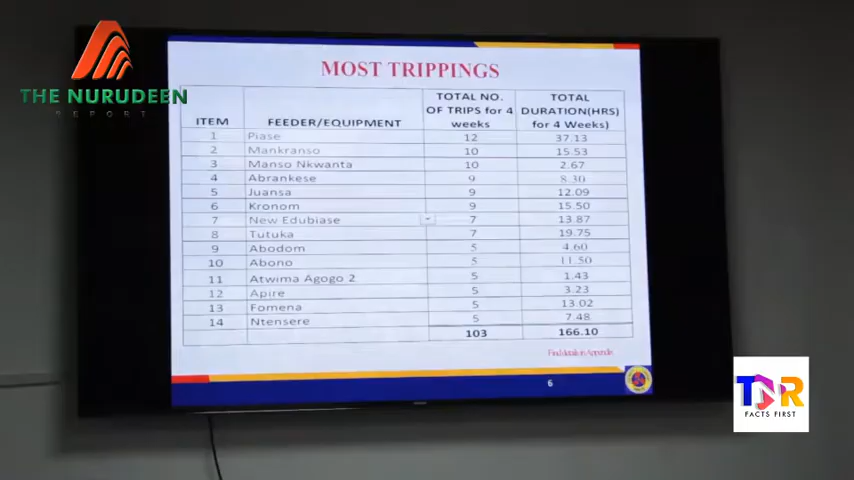 THE NURUDEEN
REPORT
MOST TRIPPINGS
ITEM FEEDER/EQUIPMENT TOTAL NO. OF TRIPS for 4 weeks TOTAL DURATION(HRS) for 4 Weeks)
1 Piase 12 37.13
2 Mankranso 10 15.53
3 Manso Nkwanta 10 2.67
4 Abrankese 9 8.30
5 Juansa 9 12.09
6 Kronom 9 15.50
7 New Edubiase 7 13.87
8 Tutuka 7 19.75
9 Abodom 5 4.60
10 Abono 5 11.50
11 Atwima Agogo 2 5 1.43
12 Apire 5 3.23
13 Fomena 5 13.02
14 Ntensere 5 7.48
103 166.10
Find details in Appendix
6
TNR
FACTS FIRST